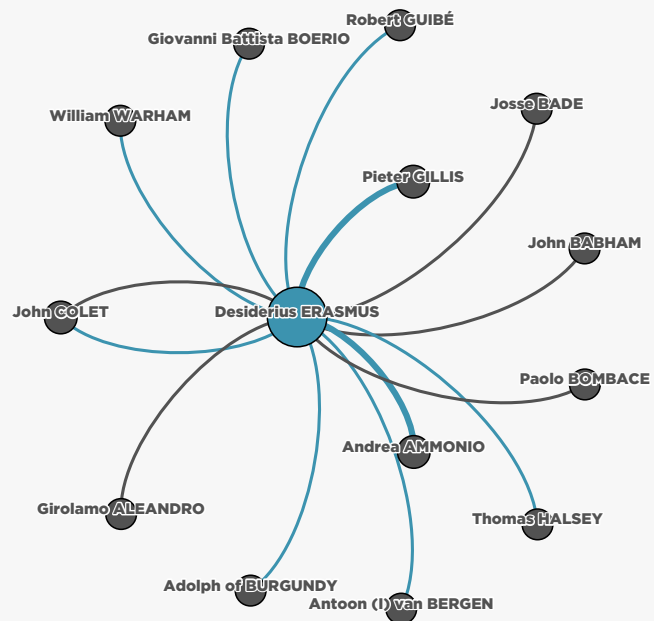 Robert GUIBÉ
Giovanni Battista BOERIO
Josse BADE
William WARHAM
Pieter GILLIS
John BABHAM
John COLET
Desiderius ERASMUS
Paolo BOMBACE
Andrea AMMONIO
Girolamo ALEANDRO
Thomas HALSEY
Adolph of BURGUNDY
Antoon (I) van BERGEN